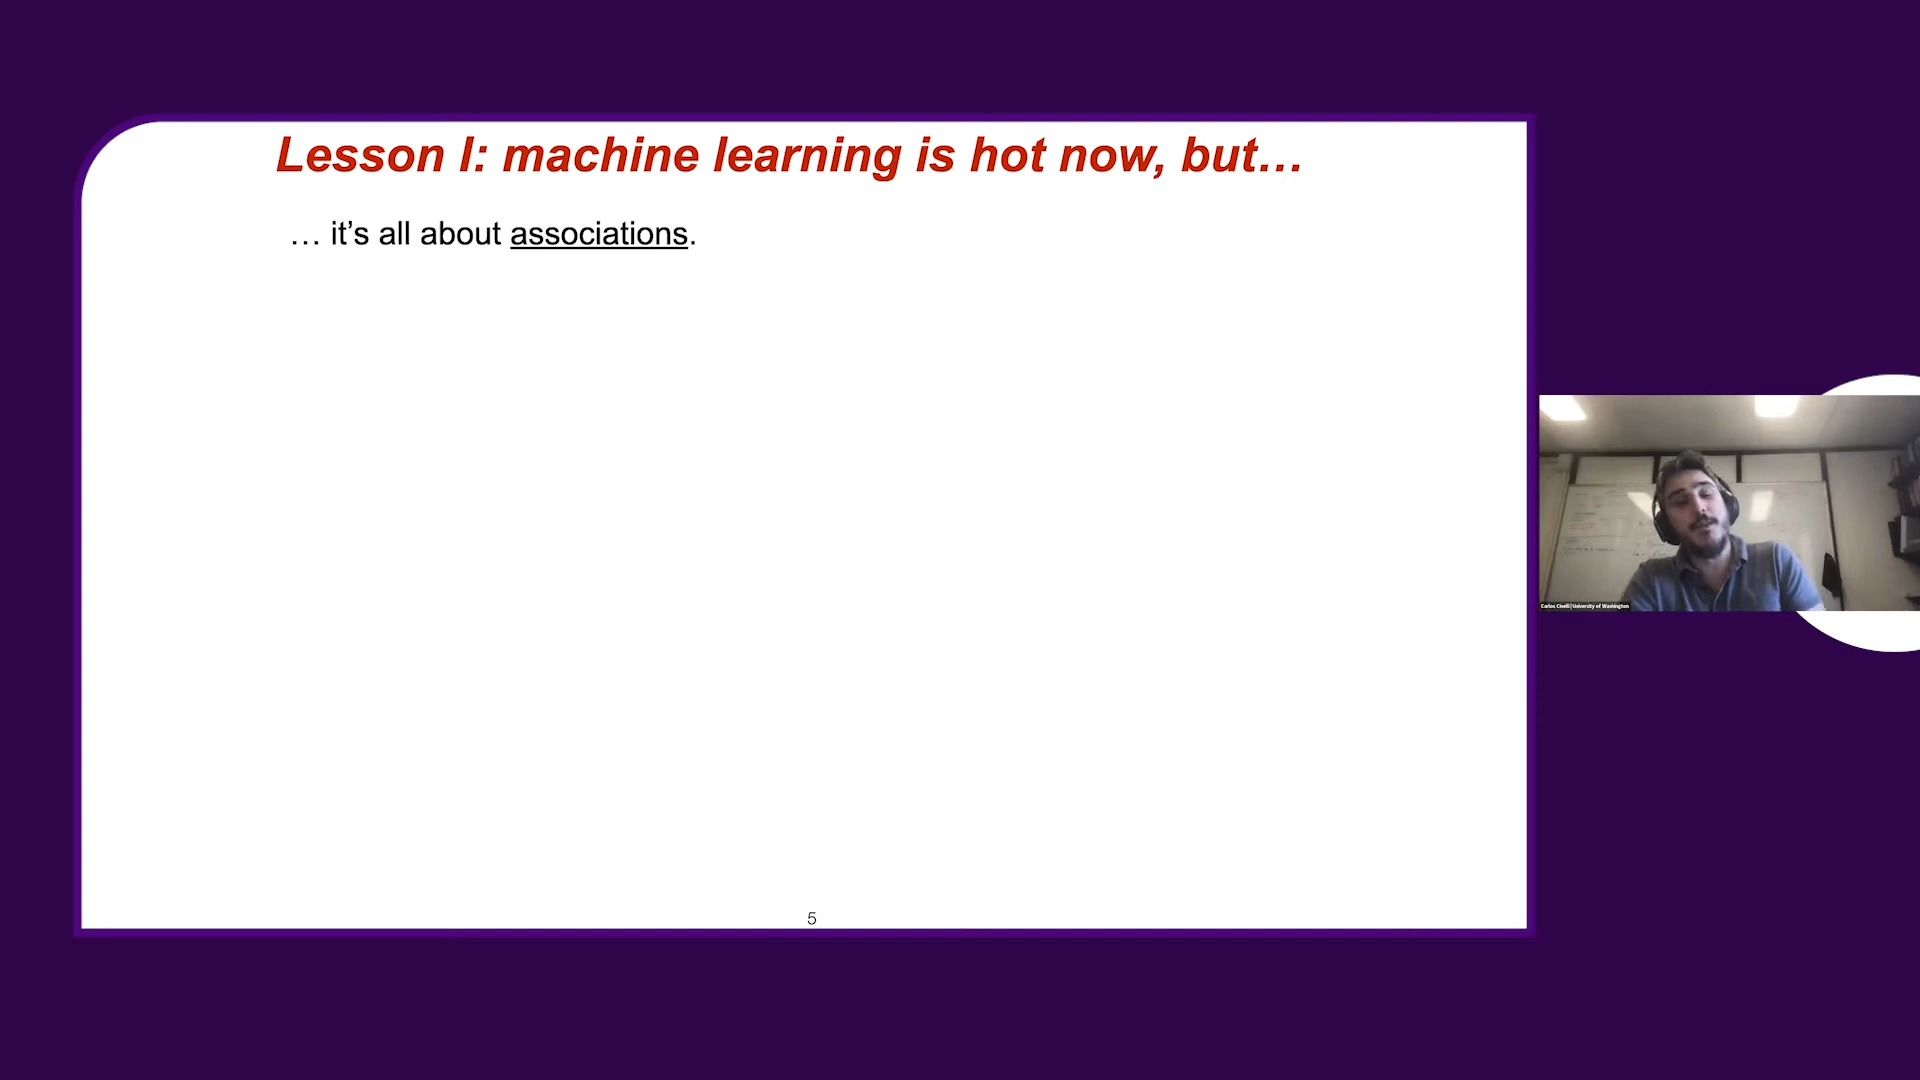 Lesson I: machine learning is hot now, but…
… it’s all about associations.
5
Carlos Cinelli | University of Washington